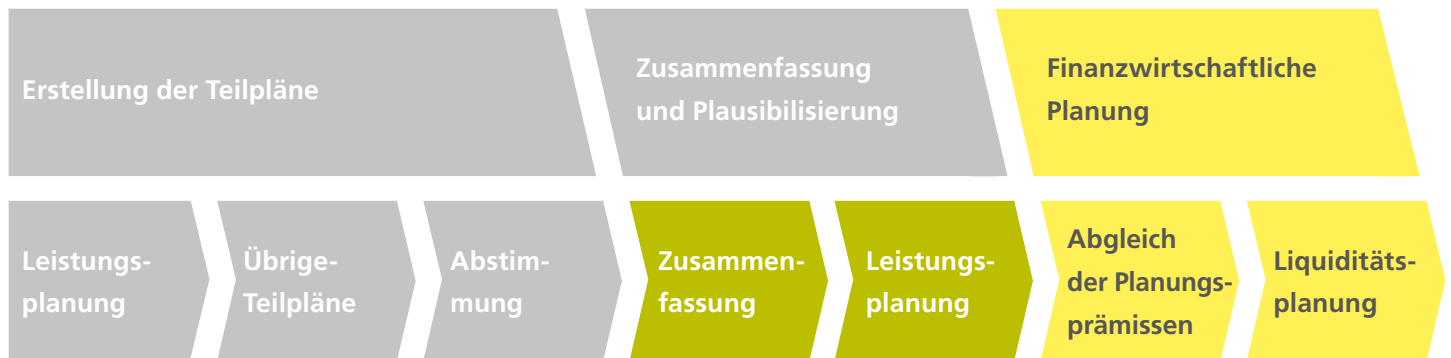 Erstellung der Teilpläne
Zusammenfassung
und Plausibilisierung
Finanzwirtschaftliche
Planung
Leistungs-
planung
Übrige-
Teilpläne
Abstim-
mung
Zusammen-
fassung
Leistungs-
planung
Abgleich
der Planungs-
prämissen
Liquiditäts-
planung